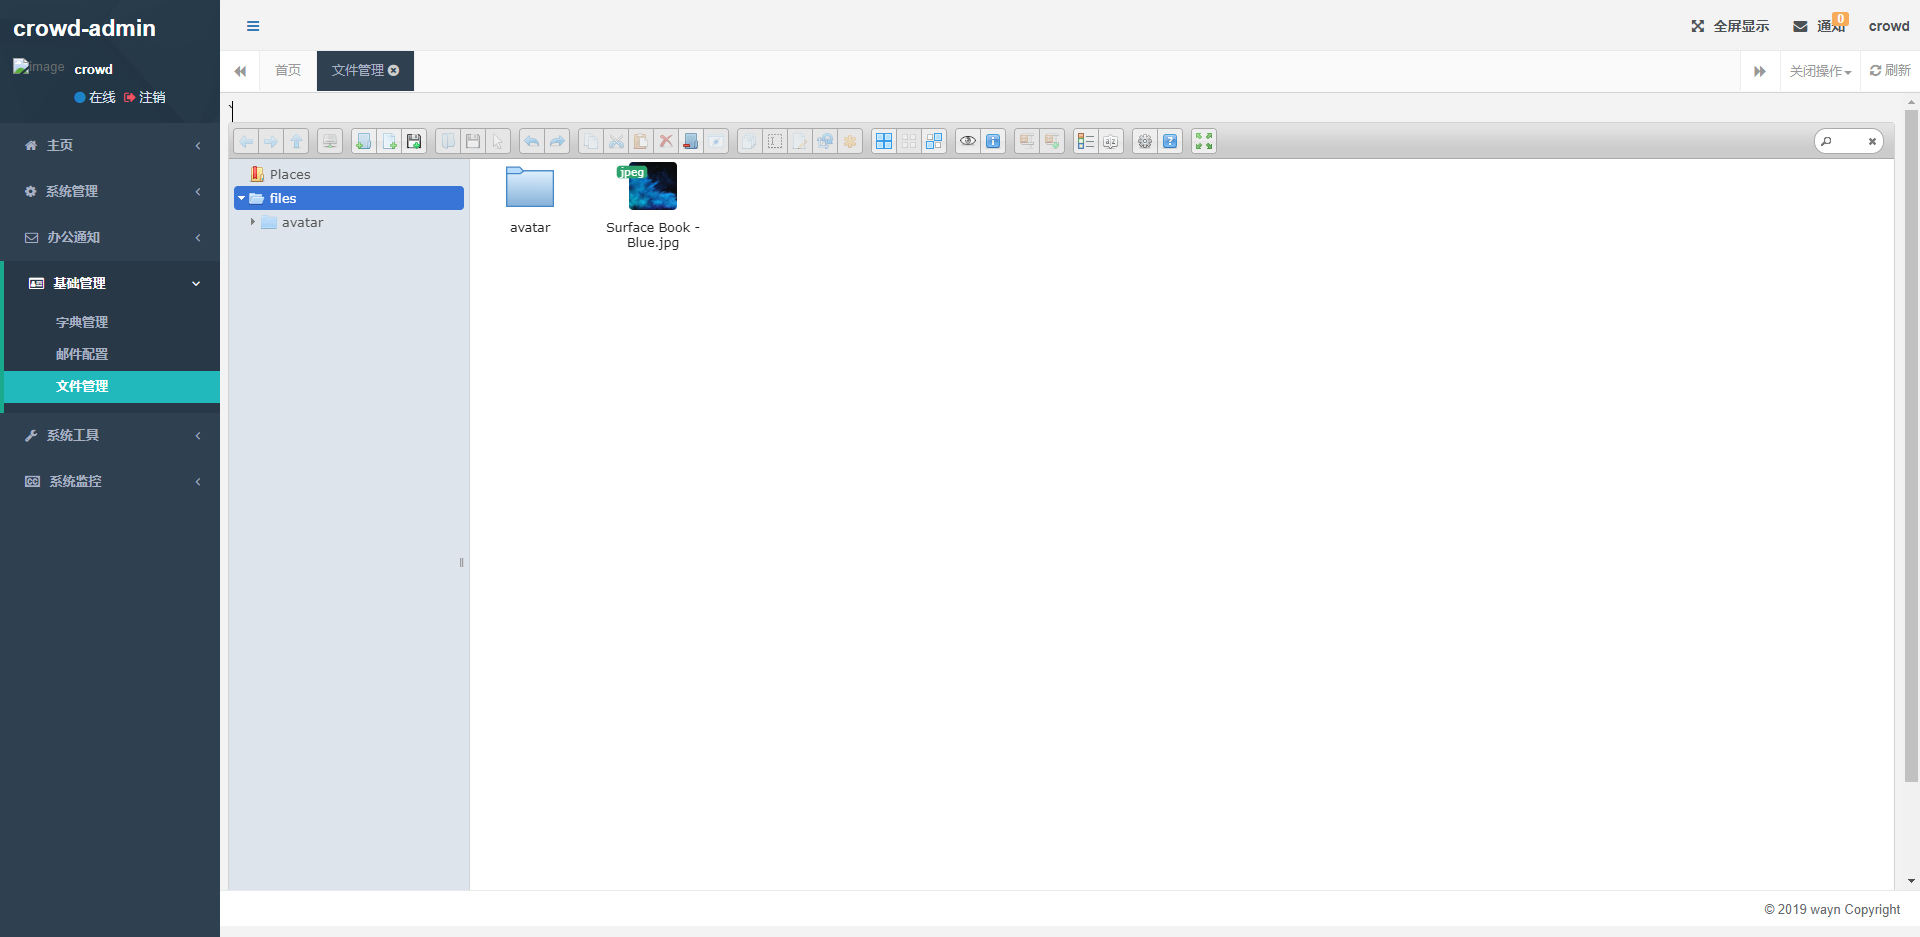 crowd-admin
image
crowd
在线 注销
主页
系统管理
办公通知
基础管理
字典管理
邮件配置
文件管理
系统工具
系统监控
全屏显示 通知 0 crowd
首页 文件管理 关闭操作 刷新
Places
files
avatar
avatar
jpeg
Surface Book -
Blue.jpg
© 2019 wayn Copyright